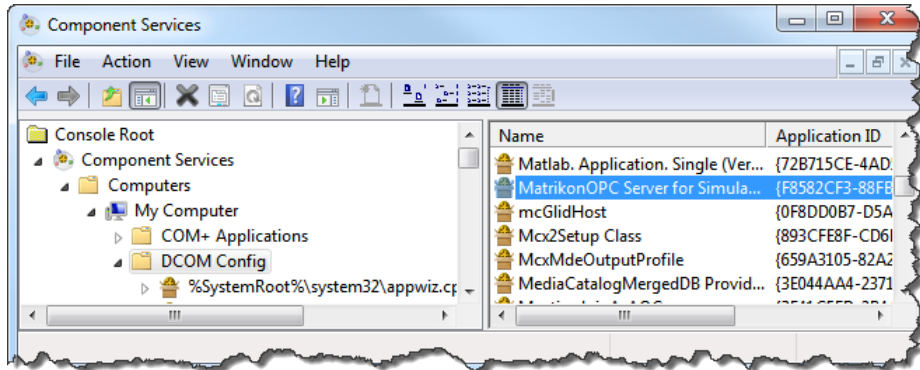 Component Services
File Action View Window Help
Console Root
Component Services
Computers
My Computer
COM+ Applications
DCOM Config
%SystemRoot%\system32\appwiz.cp
Name Application ID
Matlab. Application. Single (Ver... {72B715CE-4AD
MatrikonOPC Server for Simula... {F8582CF3-88FB
mcGlidHost {0F8DD0B7-D5A
Mcx2Setup Class {893CFE8F-CD6
McxMdeOutputProfile {659A3105-82A2
MediaCatalogMergedDB Provid... {3E044AA4-2371